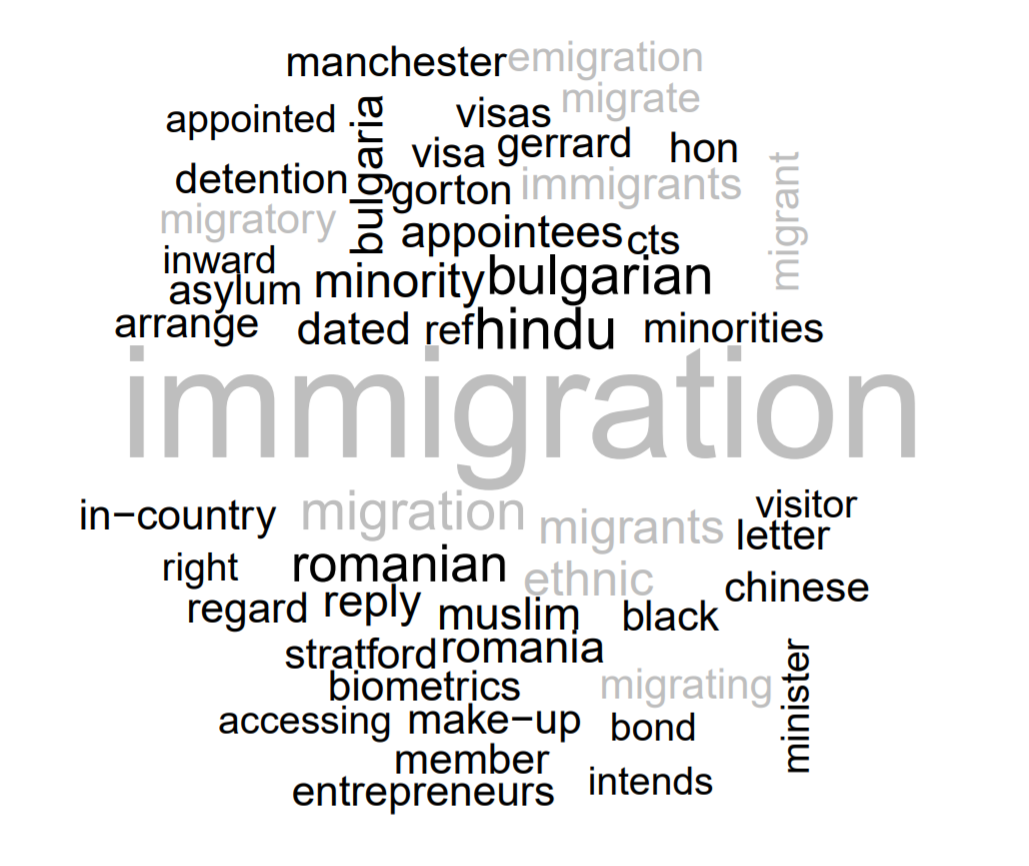 manchester emigration
migrate
appointed bulgaria visas
visa gerrard hon
detention gorton immigrants migrant
migratory
appointees cts
inward
asylum minority bulgarian
arrange dated ref hindu minorities
immigration
in−country migration migrants visitor
letter
right romanian ethnic chinese
regard reply muslim black
stratford romania
biometrics migrating minister
accessing make−up bond
member
entrepreneurs intends